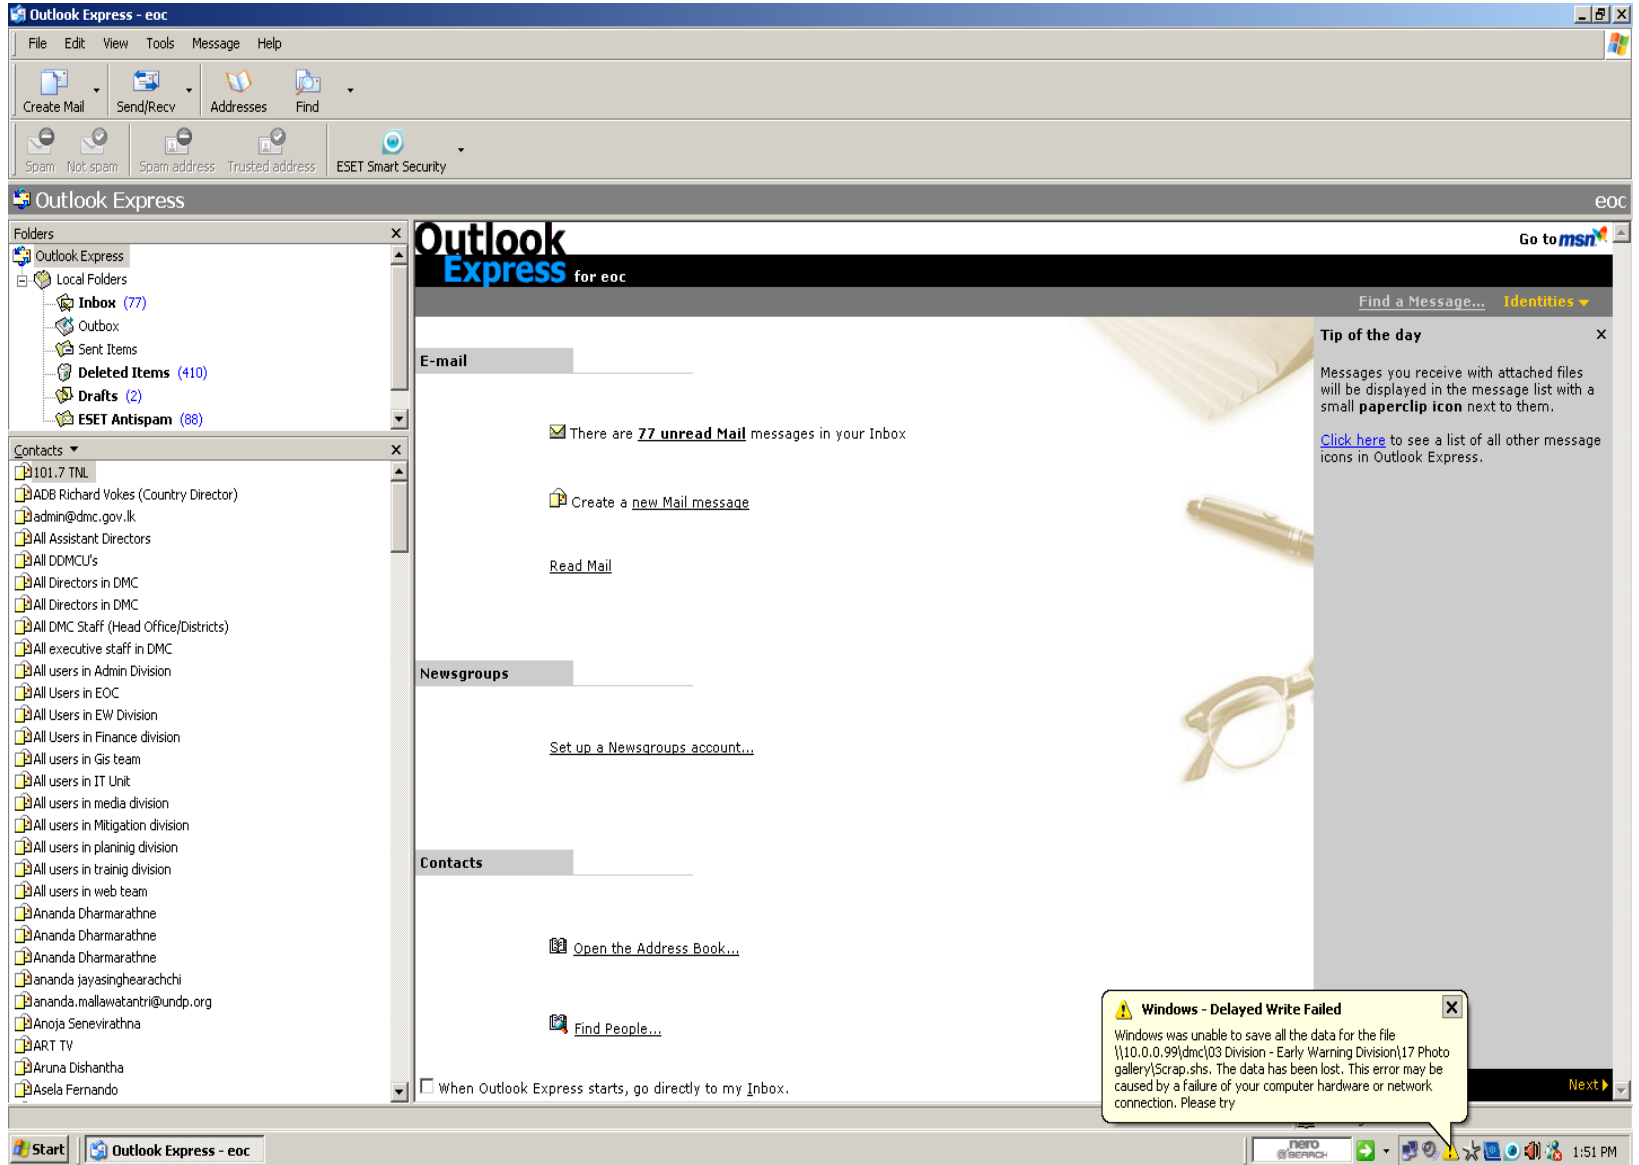 Outlook Express - eoc
File Edit View Tools Message Help
Create Mail Send/Recv Addresses Find
Spam Not spam Spam address Trusted address ESET Smart Security
Outlook Express eoc
Folders
Outlook Express
Local Folders
Inbox (77)
Outbox
Sent Items
Deleted Items (410)
Drafts (2)
ESET Antispam (88)
Contacts
101.7 TNL
ADB Richard Vokes (Country Director)
admin@dmc.gov.lk
All Assistant Directors
All DDMCU's
All Directors in DMC
All Directors in DMC
All DMC Staff (Head Office/Districts)
All executive staff in DMC
All users in Admin Division
All Users in EOC
All Users in EW Division
All Users in Finance division
All users in Gis team
All users in IT Unit
All users in media division
All users in Mitigation division
All users in planinig division
All users in trainig division
All users in web team
Ananda Dharmarathne
Ananda Dharmarathne
Ananda Dharmarathne
ananda jayasinghearachchi
ananda.mallawatantri@undp.org
Anoja Senevirathna
ART TV
Aruna Dishantha
Asela Fernando
Outlook
Express for eoc
Go to msn
Find a Message... Identities
E-mail
There are 77 unread Mail messages in your Inbox
Create a new Mail message
Read Mail
Newsgroups
Set up a Newsgroups account...
Contacts
Open the Address Book...
Find People...
When Outlook Express starts, go directly to my Inbox.
Tip of the day
Messages you receive with attached files
will be displayed in the message list with a
small paperclip icon next to them.
Click here to see a list of all other message
icons in Outlook Express.
Next
Windows - Delayed Write Failed
Windows was unable to save all the data for the file
\\10.0.0.99\dmc\03 Division - Early Warning Division\17 Photo
gallery\Scrap.shs. The data has been lost. This error may be
caused by a failure of your computer hardware or network
connection. Please try
Start Outlook Express - eoc
nero
@SEARCH
1:51 PM